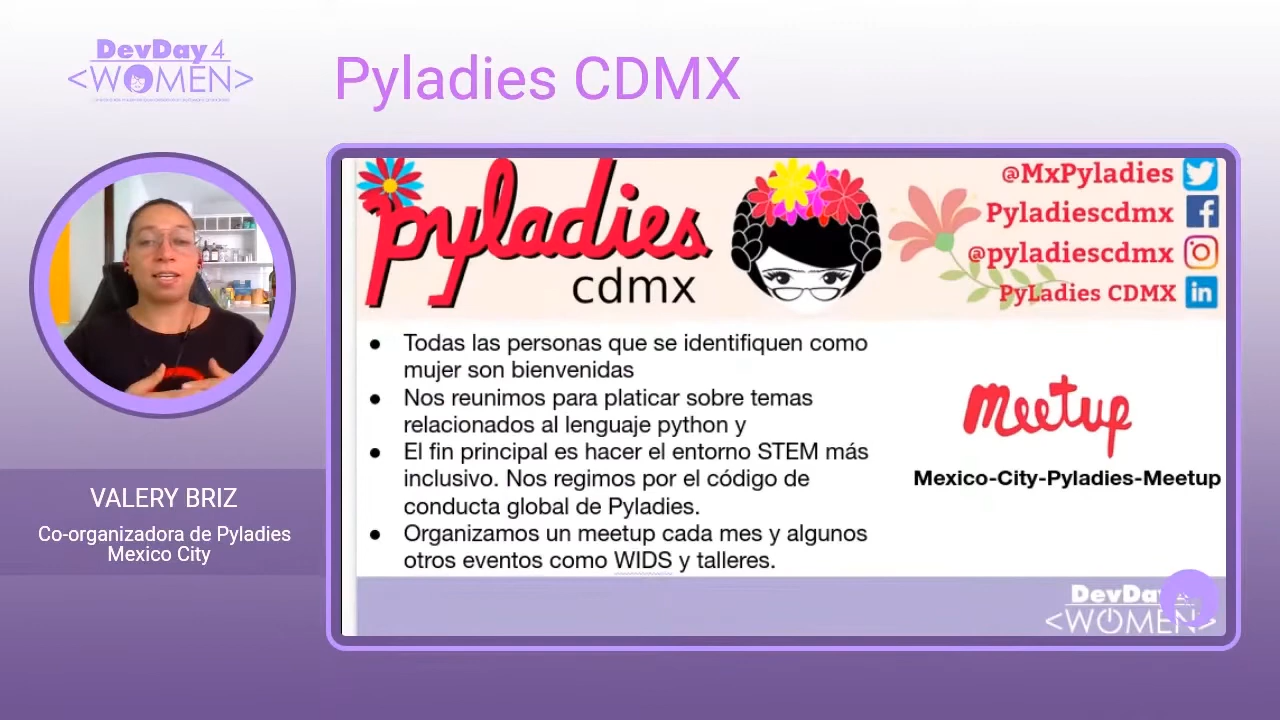 DevDay 4
<WOMEN>
Pyladies CDMX
VALERY BRIZ
Co-organizadora de Pyladies
Mexico City
pyladies
cdmx
@MxPyladies
Pyladiescdmx
@pyladiescdmx
PyLadies CDMX
in
● Todas las personas que se identifiquen como
mujer son bienvenidas
● Nos reunimos para platicar sobre temas
relacionados al lenguaje python y
● El fin principal es hacer el entorno STEM más
inclusivo. Nos regimos por el código de
conducta global de Pyladies.
● Organizamos un meetup cada mes y algunos
otros eventos como WIDS y talleres.
meetup
Mexico-City-Pyladies-Meetup
<WOMEN>